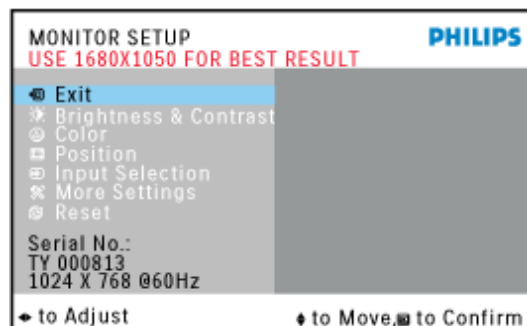 MONITOR SETUP
PHILIPS
USE 1680X1050 FOR BEST RESULT
Exit
Brightness & Contrast
Color
Position
Input Selection
More Settings
Reset
Serial No.:
TY 000813
1024 X 768 @60Hz
to Adjust
to Move, to Confirm